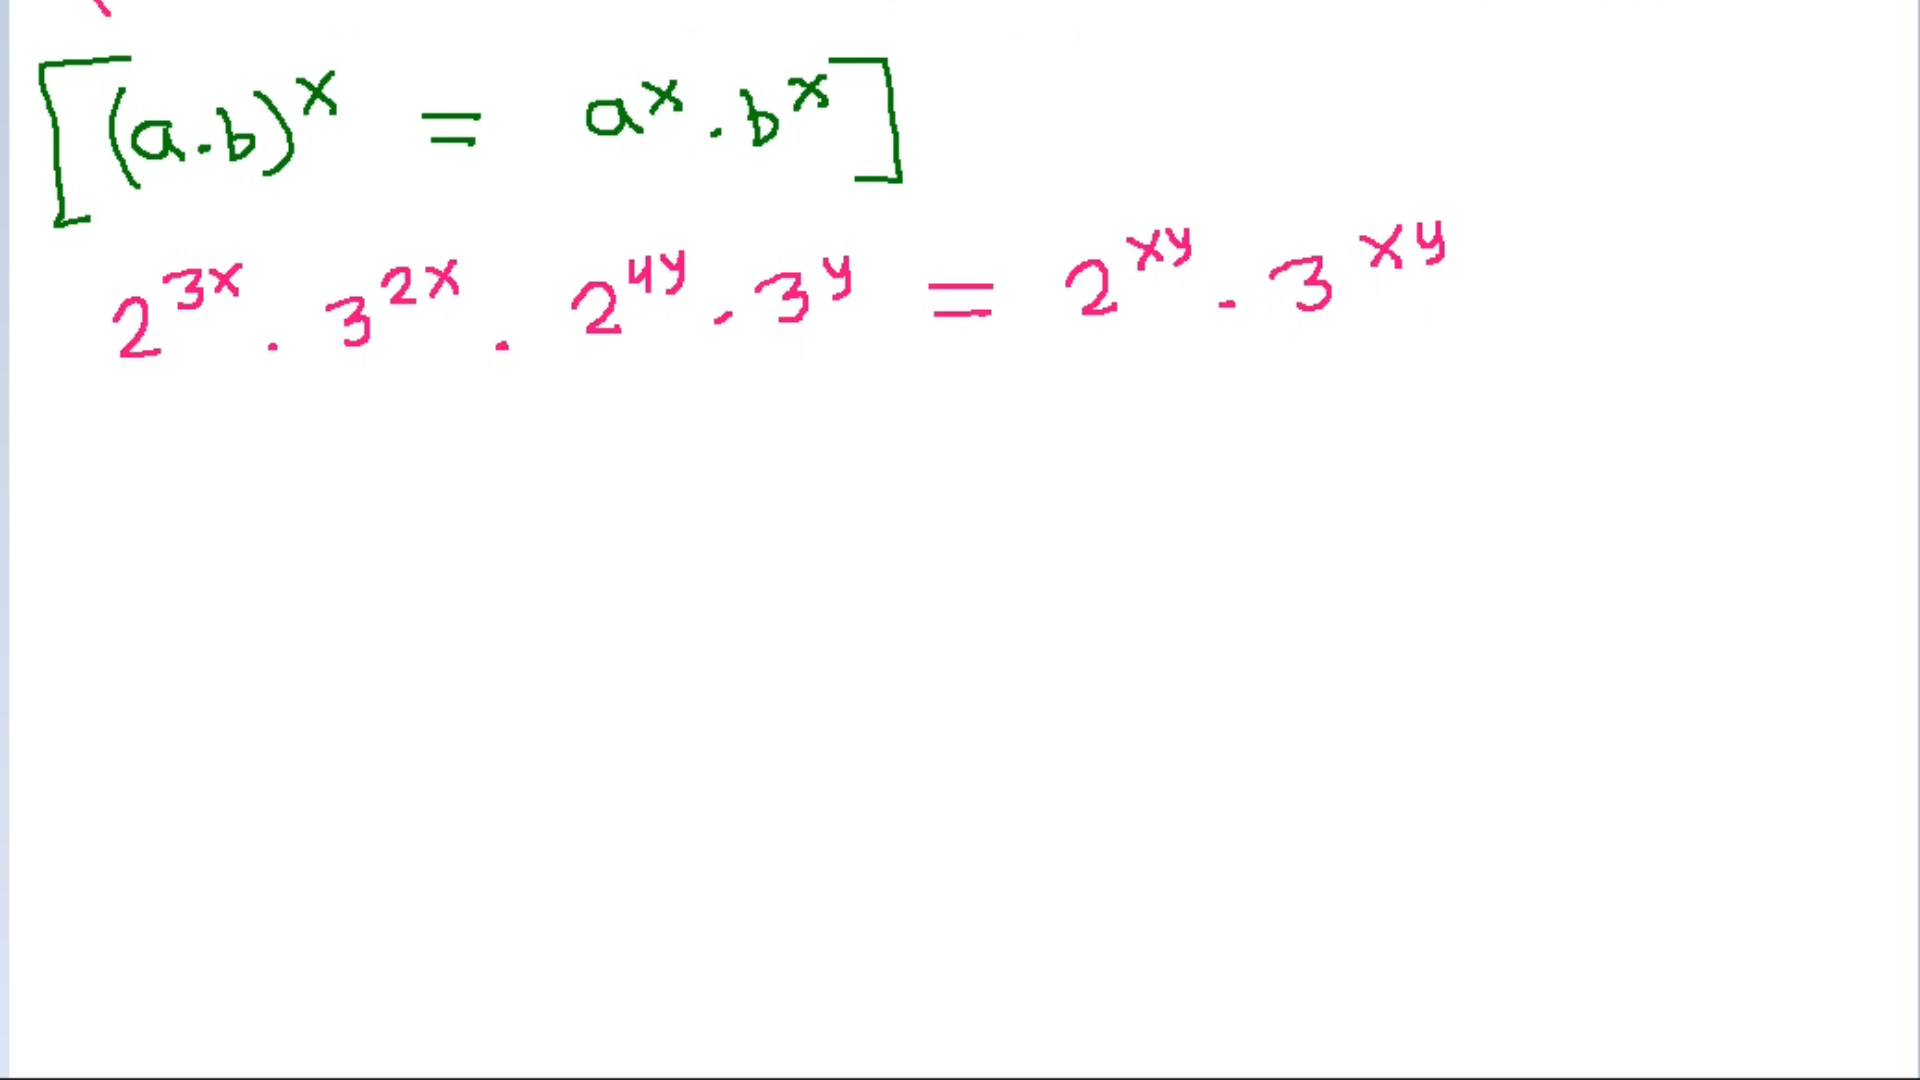 [(a.b)^x = a^x . b^x]
2^3x . 3^2x . 2^4y . 3^y = 2^xy . 3^xy